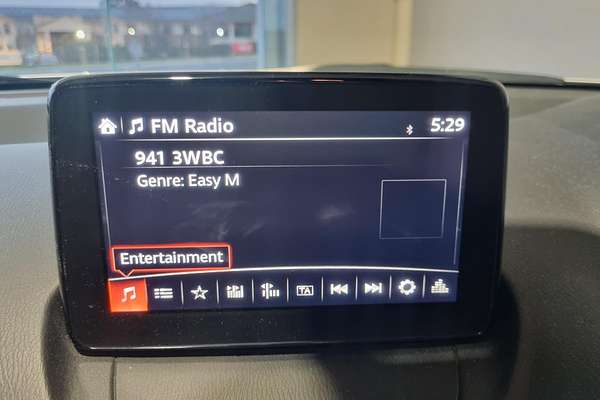 FM Radio 5:29
941 3WBC
Genre: Easy M
Entertainment
TA